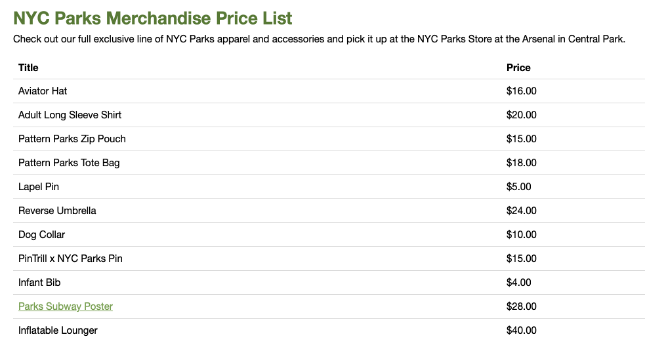 NYC Parks Merchandise Price List
Check out our full exclusive line of NYC Parks apparel and accessories and pick it up at the NYC Parks Store at the Arsenal in Central Park.
Title Price
Aviator Hat $16.00
Adult Long Sleeve Shirt $20.00
Pattern Parks Zip Pouch $15.00
Pattern Parks Tote Bag $18.00
Lapel Pin $5.00
Reverse Umbrella $24.00
Dog Collar $10.00
PinTrill x NYC Parks Pin $15.00
Infant Bib $4.00
Parks Subway Poster $28.00
Inflatable Lounger $40.00